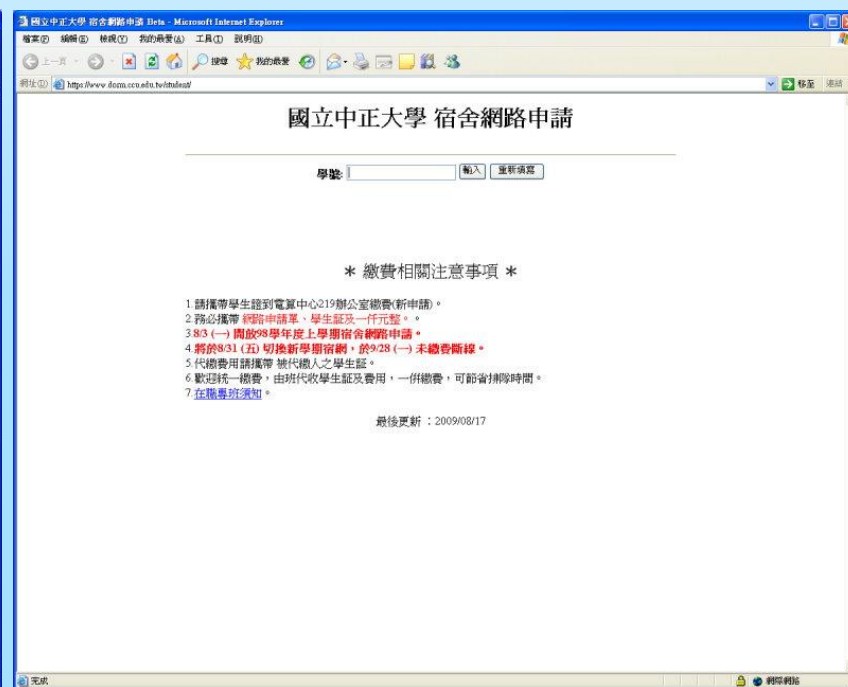 國立中正大學 宿舍網路申請 Beta - Microsoft Internet Explorer
檔案(F) 編輯(E) 檢視(V) 我的最愛(A) 工具(T) 說明(H)
上一頁 搜尋 我的最愛
網址(D) https://www.dorm.ccu.edu.tw/student/ 移至 連結
國立中正大學 宿舍網路申請
學號: 輸入 重新填寫
* 繳費相關注意事項 *
1.請攜帶學生證到電算中心219辦公室繳費(新申請)。
2.務必攜帶 網路申請單、學生証及一仟元整。。
3.8/3 (一) 開放98學年度上學期宿舍網路申請。
4.將於8/31 (五) 切換新學期宿網,於9/28 (一) 未繳費斷線。
5.代繳費用請攜帶 被代繳人之學生証。
6.歡迎統一繳費,由班代收學生証及費用,一併繳費,可節省排隊時間。
7.在職專班須知。
最後更新 : 2009/08/17
完成 網際網路